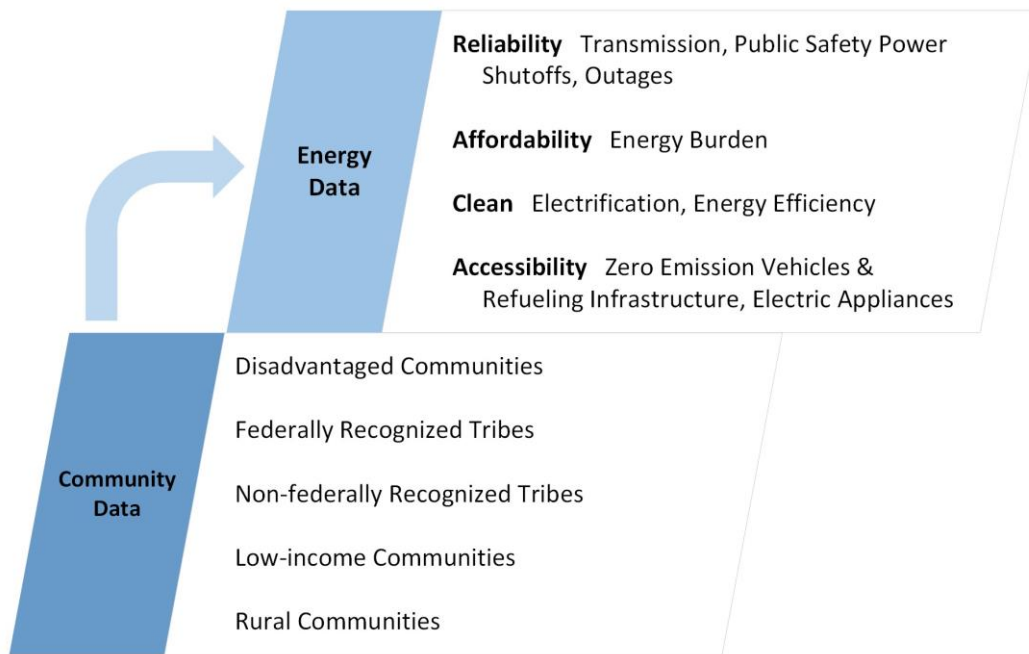 Energy
Data
Reliability Transmission, Public Safety Power
Shutoffs, Outages
Affordability Energy Burden
Clean Electrification, Energy Efficiency
Accessibility Zero Emission Vehicles &
Refueling Infrastructure, Electric Appliances
Community
Data
Disadvantaged Communities
Federally Recognized Tribes
Non-federally Recognized Tribes
Low-income Communities
Rural Communities